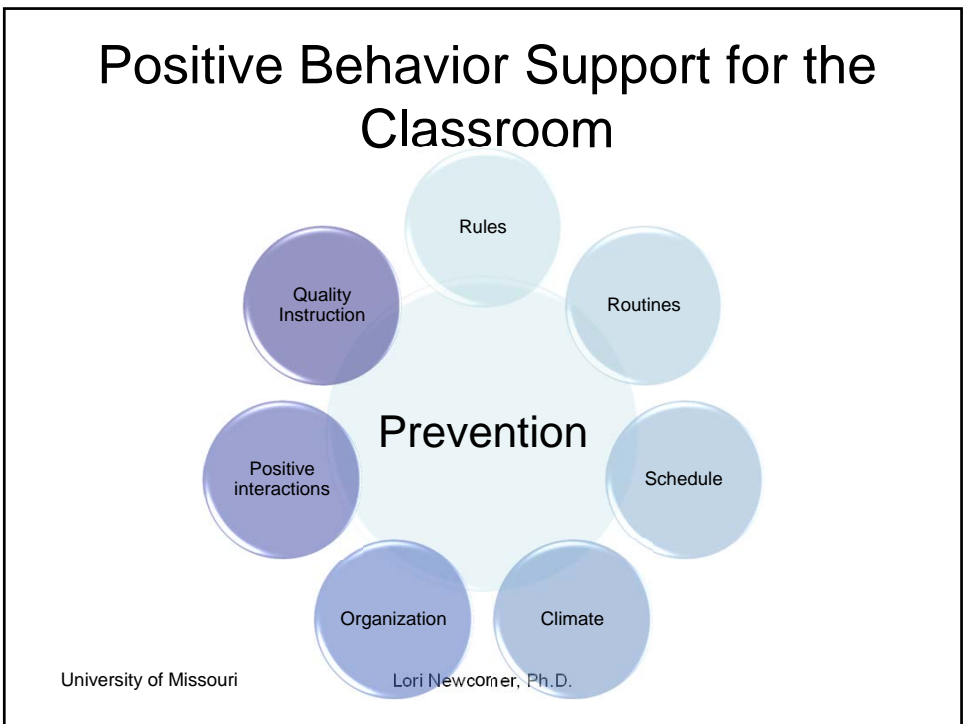 Positive Behavior Support for the
Classroom
Rules
Routines
Schedule
Climate
Organization
Positive
interactions
Quality
Instruction
Prevention
University of Missouri
Lori Newcomer, Ph.D.